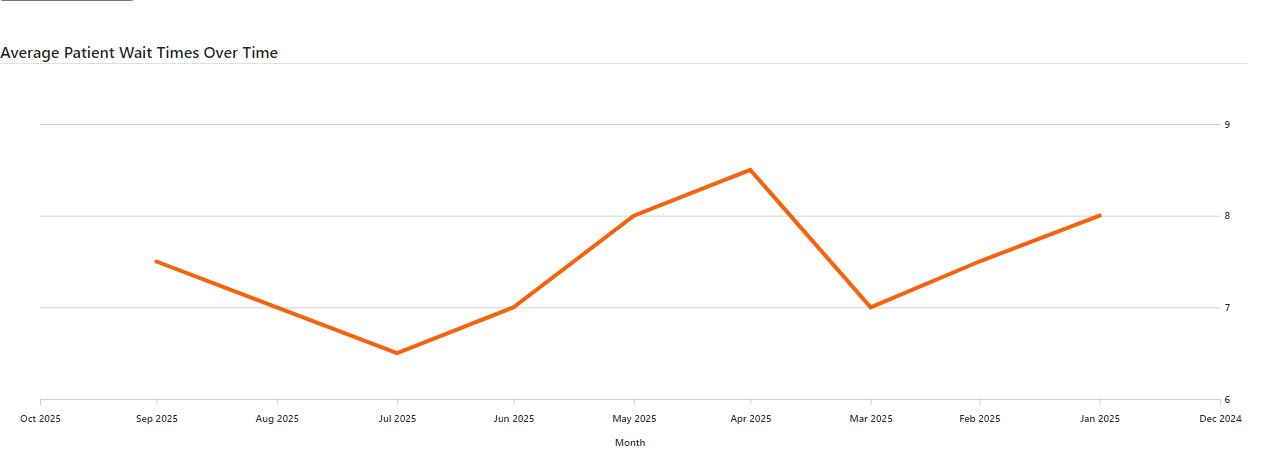 Average Patient Wait Times Over Time
9
8
7
6
Oct 2025 Sep 2025 Aug 2025 Jul 2025 Jun 2025 May 2025 Apr 2025 Mar 2025 Feb 2025 Jan 2025 Dec 2024
Month